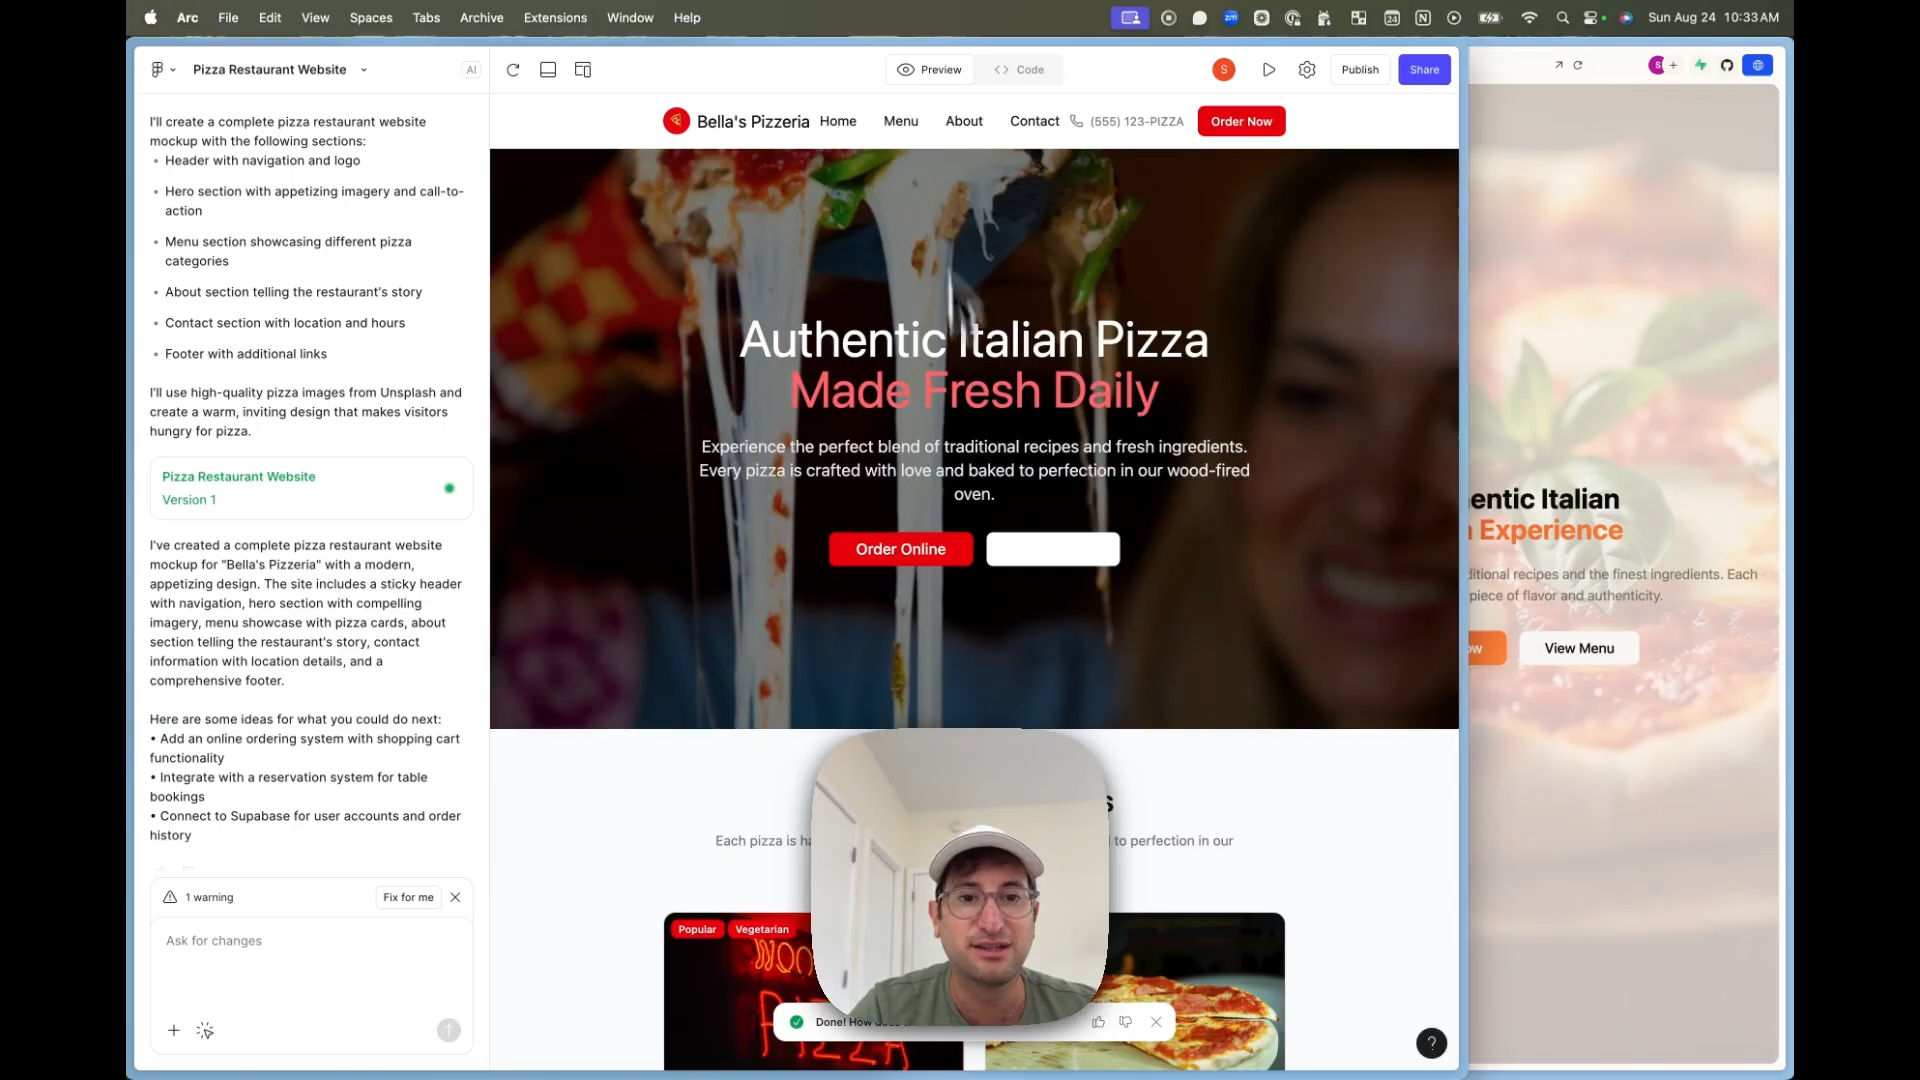 Arc File Edit View Spaces Tabs Archive Extensions Window Help
zm 24 N Sun Aug 24 10:33 AM
Pizza Restaurant Website AI
Preview Code S Publish Share
I'll create a complete pizza restaurant website
mockup with the following sections:
• Header with navigation and logo
• Hero section with appetizing imagery and call-to-
action
• Menu section showcasing different pizza
categories
• About section telling the restaurant's story
• Contact section with location and hours
• Footer with additional links
I'll use high-quality pizza images from Unsplash and
create a warm, inviting design that makes visitors
hungry for pizza.
Pizza Restaurant Website
Version 1
I've created a complete pizza restaurant website
mockup for "Bella's Pizzeria" with a modern,
appetizing design. The site includes a sticky header
with navigation, hero section with compelling
imagery, menu showcase with pizza cards, about
section telling the restaurant's story, contact
information with location details, and a
comprehensive footer.
Here are some ideas for what you could do next:
• Add an online ordering system with shopping cart
functionality
• Integrate with a reservation system for table
bookings
• Connect to Supabase for user accounts and order
history
1 warning Fix for me
Ask for changes
Bella's Pizzeria Home Menu About Contact (555) 123-PIZZA Order Now
Authentic Italian Pizza
Made Fresh Daily
Experience the perfect blend of traditional recipes and fresh ingredients.
Every pizza is crafted with love and baked to perfection in our wood-fired
oven.
Order Online
s
Each pizza is ha to perfection in our
Popular Vegetarian
PIZZA
Done! How
?
S
entic Italian
Experience
ditional recipes and the finest ingredients. Each
piece of flavor and authenticity.
ow View Menu